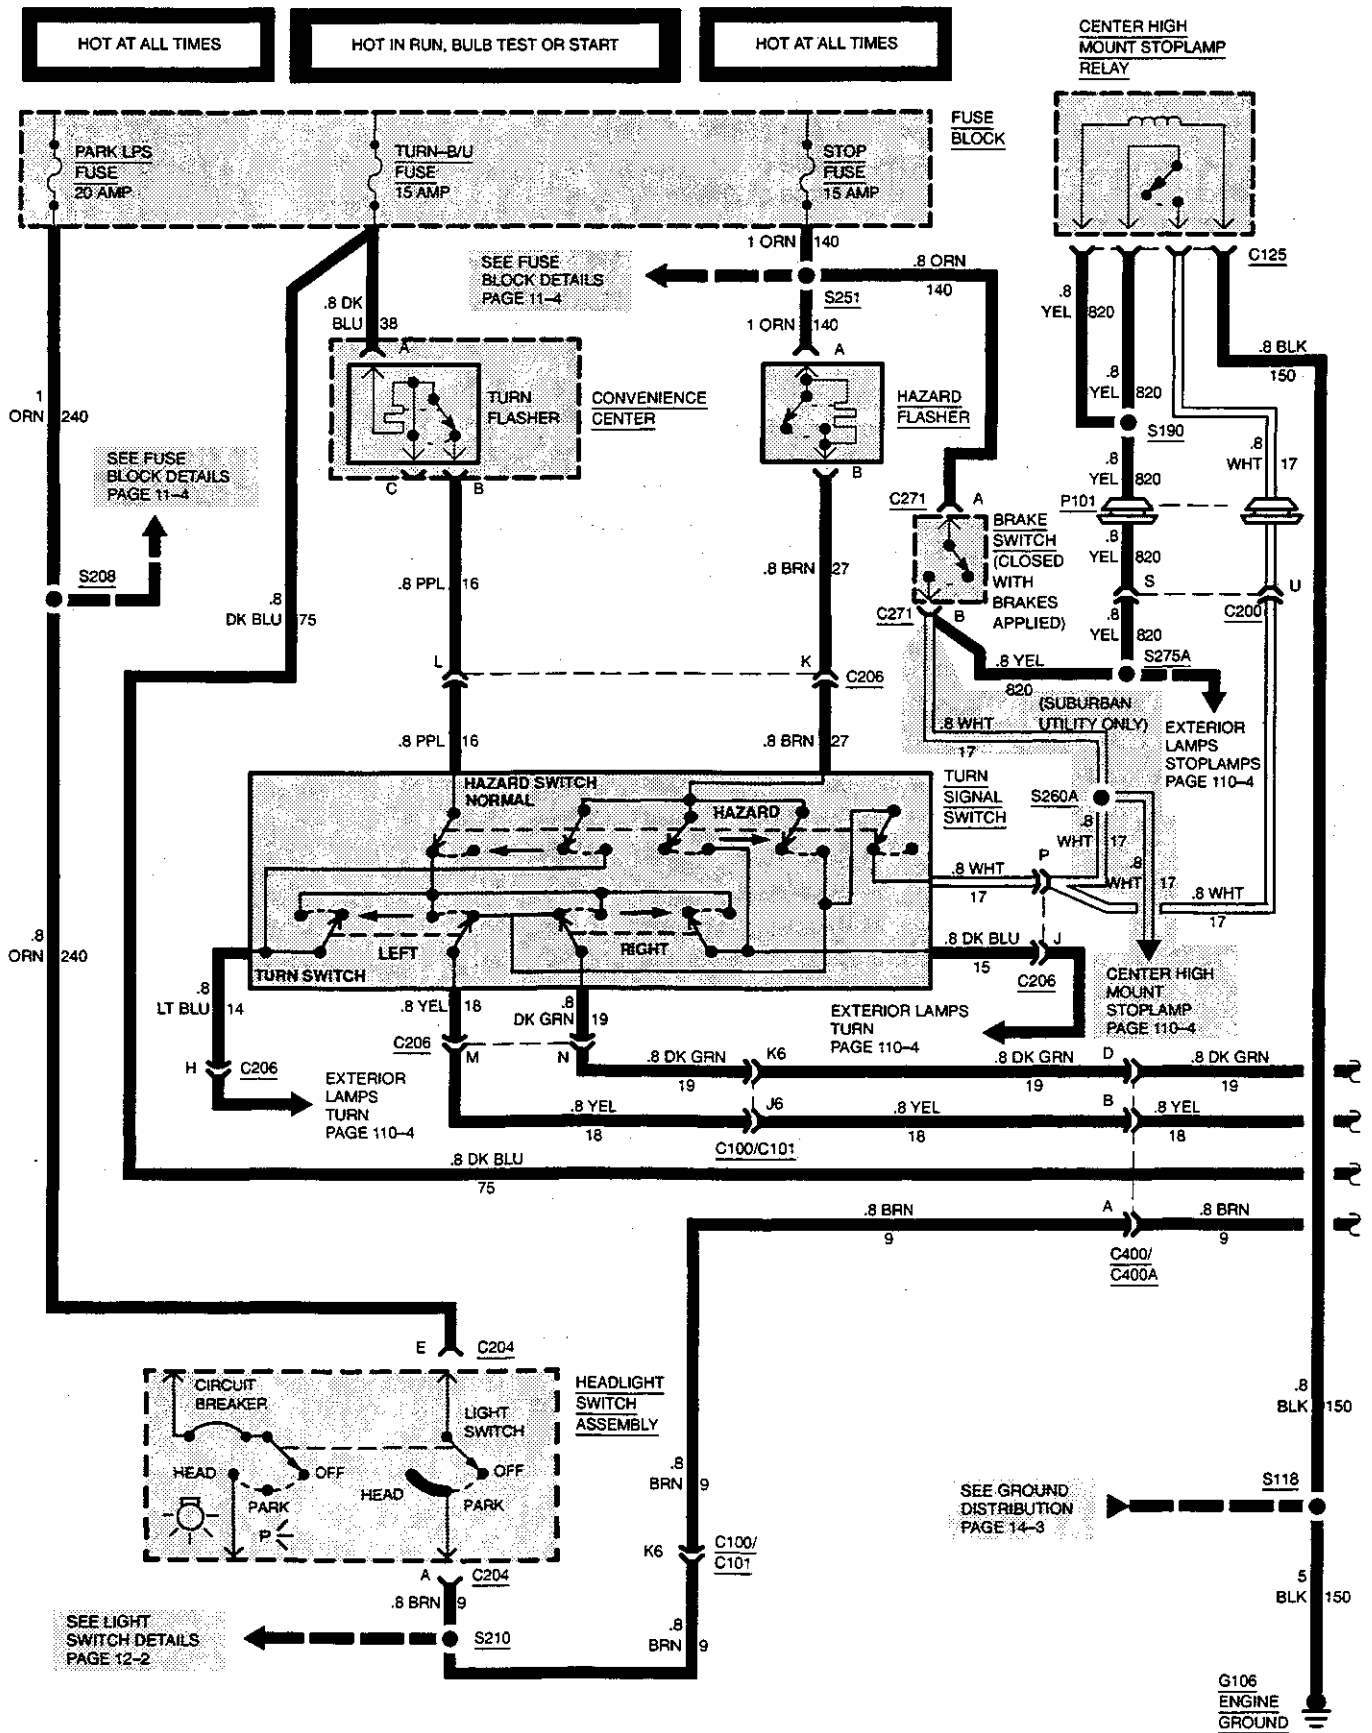 HOT AT ALL TIMES
HOT IN RUN, BULB TEST OR START
HOT AT ALL TIMES
CENTER HIGH
MOUNT STOPLAMP
RELAY
FUSE
BLOCK
PARK LPS
FUSE
20 AMP
TURN-B/U
FUSE
15 AMP
STOP
FUSE
15 AMP
1 ORN
140
C125
SEE FUSE
BLOCK DETAILS
PAGE 11-4
.8 ORN
140
S251
.8 DK
BLU
38
1 ORN
140
.8
YEL
820
.8 BLK
150
A
A
.8
YEL
820
1
ORN
240
TURN
FLASHER
CONVENIENCE
CENTER
HAZARD
FLASHER
S190
SEE FUSE
BLOCK DETAILS
PAGE 11-4
.8
YEL
820
.8
WHT
17
C
B
B
C271
A
P101
BRAKE
SWITCH
(CLOSED
WITH
BRAKES
APPLIED)
.8
YEL
820
S208
.8 PPL
16
.8 BRN
27
S
U
C200
.8
DK BLU
75
C271
B
.8
YEL
820
L
K
C206
.8 YEL
820
S275A
(SUBURBAN
UTILITY ONLY)
.8 PPL
16
.8 BRN
27
.8 WHT
17
EXTERIOR
LAMPS
STOPLAMPS
PAGE 110-4
HAZARD SWITCH
NORMAL
HAZARD
TURN
SIGNAL
SWITCH
S260A
.8
WHT
17
.8
WHT
17
.8 WHT
17
P
.8 WHT
17
LEFT
RIGHT
TURN SWITCH
.8 DK BLU
15
J
C206
.8
ORN
240
.8
LT BLU
14
.8 YEL
18
.8
DK GRN
19
CENTER HIGH
MOUNT
STOPLAMP
PAGE 110-4
EXTERIOR LAMPS
TURN
PAGE 110-4
C206
M
N
H
C206
EXTERIOR
LAMPS
TURN
PAGE 110-4
.8 DK GRN
19
K6
.8 DK GRN
19
D
.8 DK GRN
19
.8 YEL
18
J6
.8 YEL
18
B
.8 YEL
18
C100/C101
.8 DK BLU
75
.8 BRN
9
A
.8 BRN
9
C400/
C400A
E
C204
CIRCUIT
BREAKER
LIGHT
SWITCH
HEADLIGHT
SWITCH
ASSEMBLY
HEAD
OFF
PARK
P
HEAD
OFF
PARK
.8
BLK
150
.8
BRN
9
SEE GROUND
DISTRIBUTION
PAGE 14-3
S118
K6
C100/
C101
A
C204
.8 BRN
9
5
BLK
150
SEE LIGHT
SWITCH DETAILS
PAGE 12-2
S210
.8
BRN
9
G106
ENGINE
GROUND